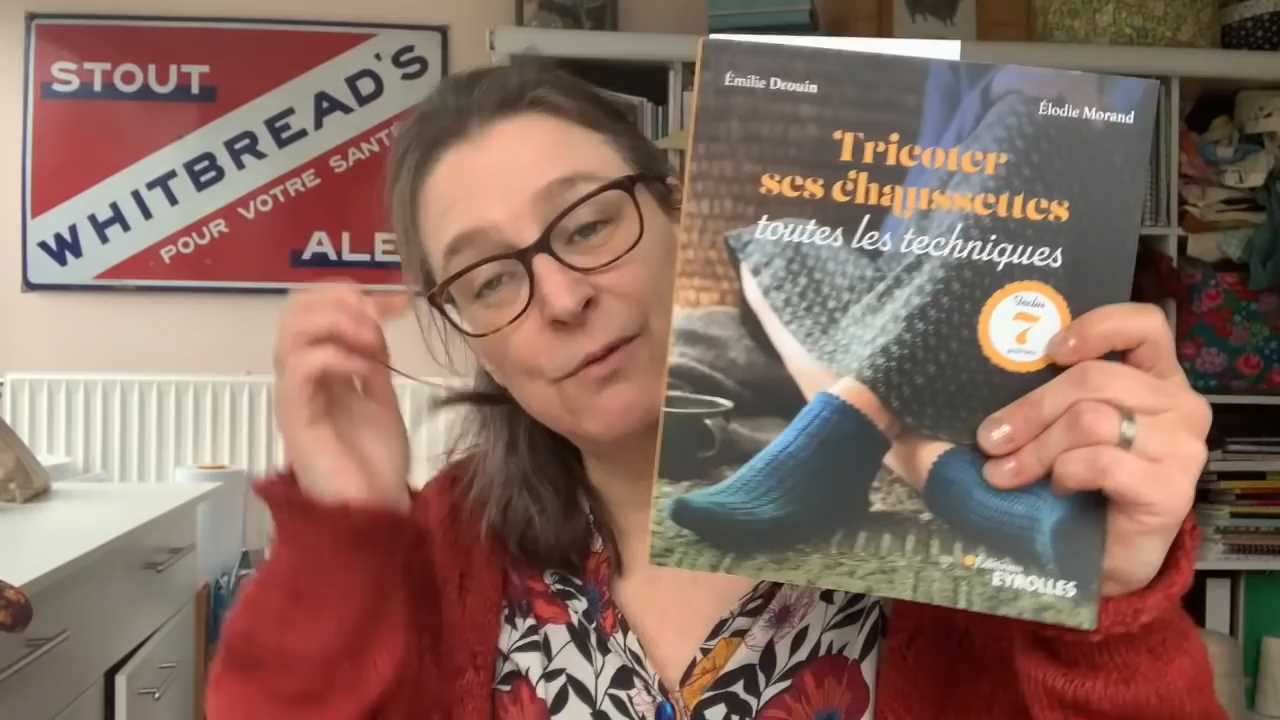 STOUT
WHITBREAD'S
POUR VOTRE SANTÉ
ALE
Émilie Drouin
Élodie Morand
Tricoter
ses chaussettes
toutes les techniques
Inclus
7
Éditions
EYROLLES